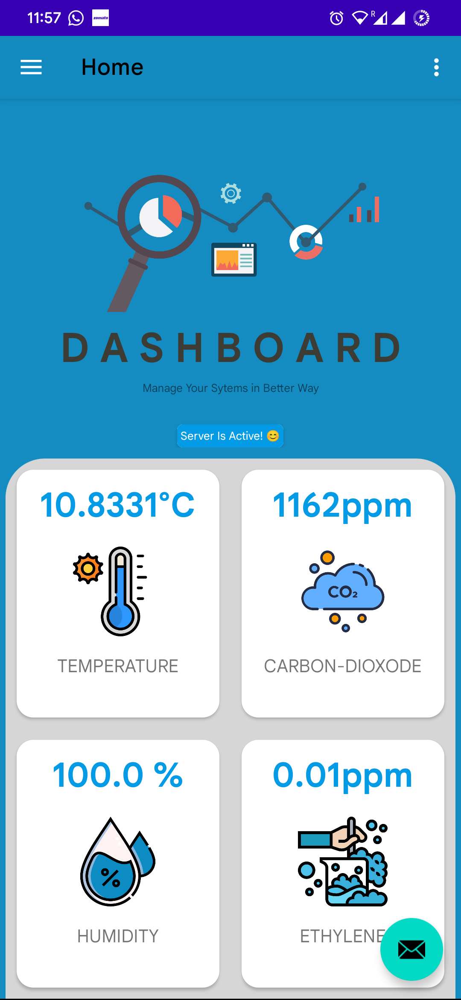 11:57
zomato
R
Home
DASHBOARD
Manage Your Sytems in Better Way
Server Is Active! 😊
10.8331°C
1162ppm
CO₂
TEMPERATURE
CARBON-DIOXODE
100.0 %
0.01ppm
%
HUMIDITY
ETHYLENE